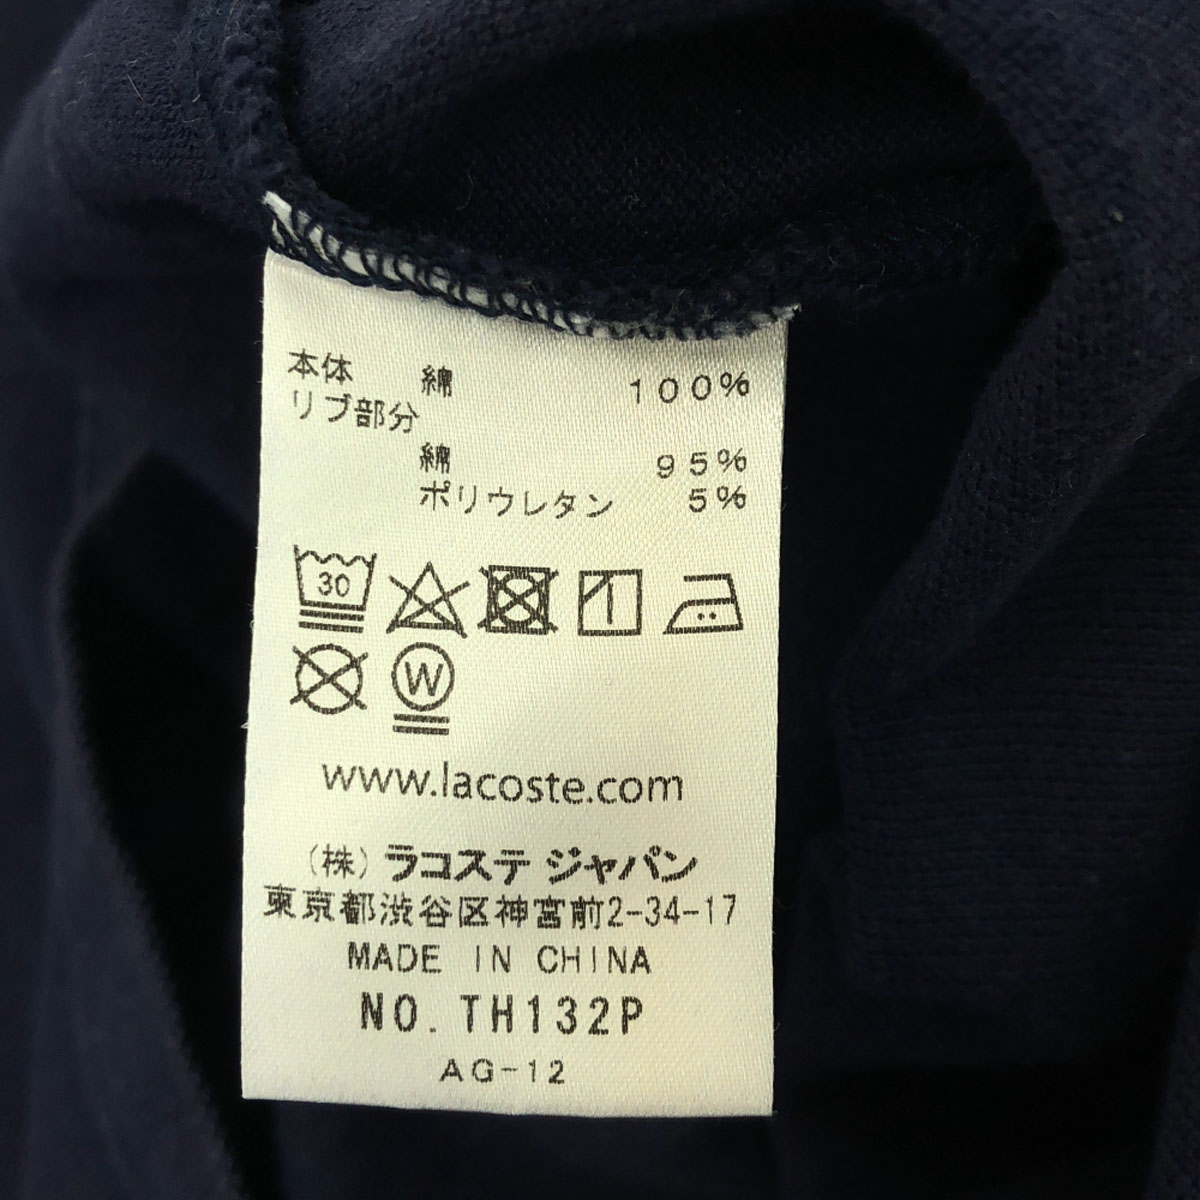 本体 綿 100%
リブ部分
綿 95%
ポリウレタン 5%
30
W
www.lacoste.com
(株) ラコステ ジャパン
東京都渋谷区神宮前2-34-17
MADE IN CHINA
NO. TH132P
AG-12